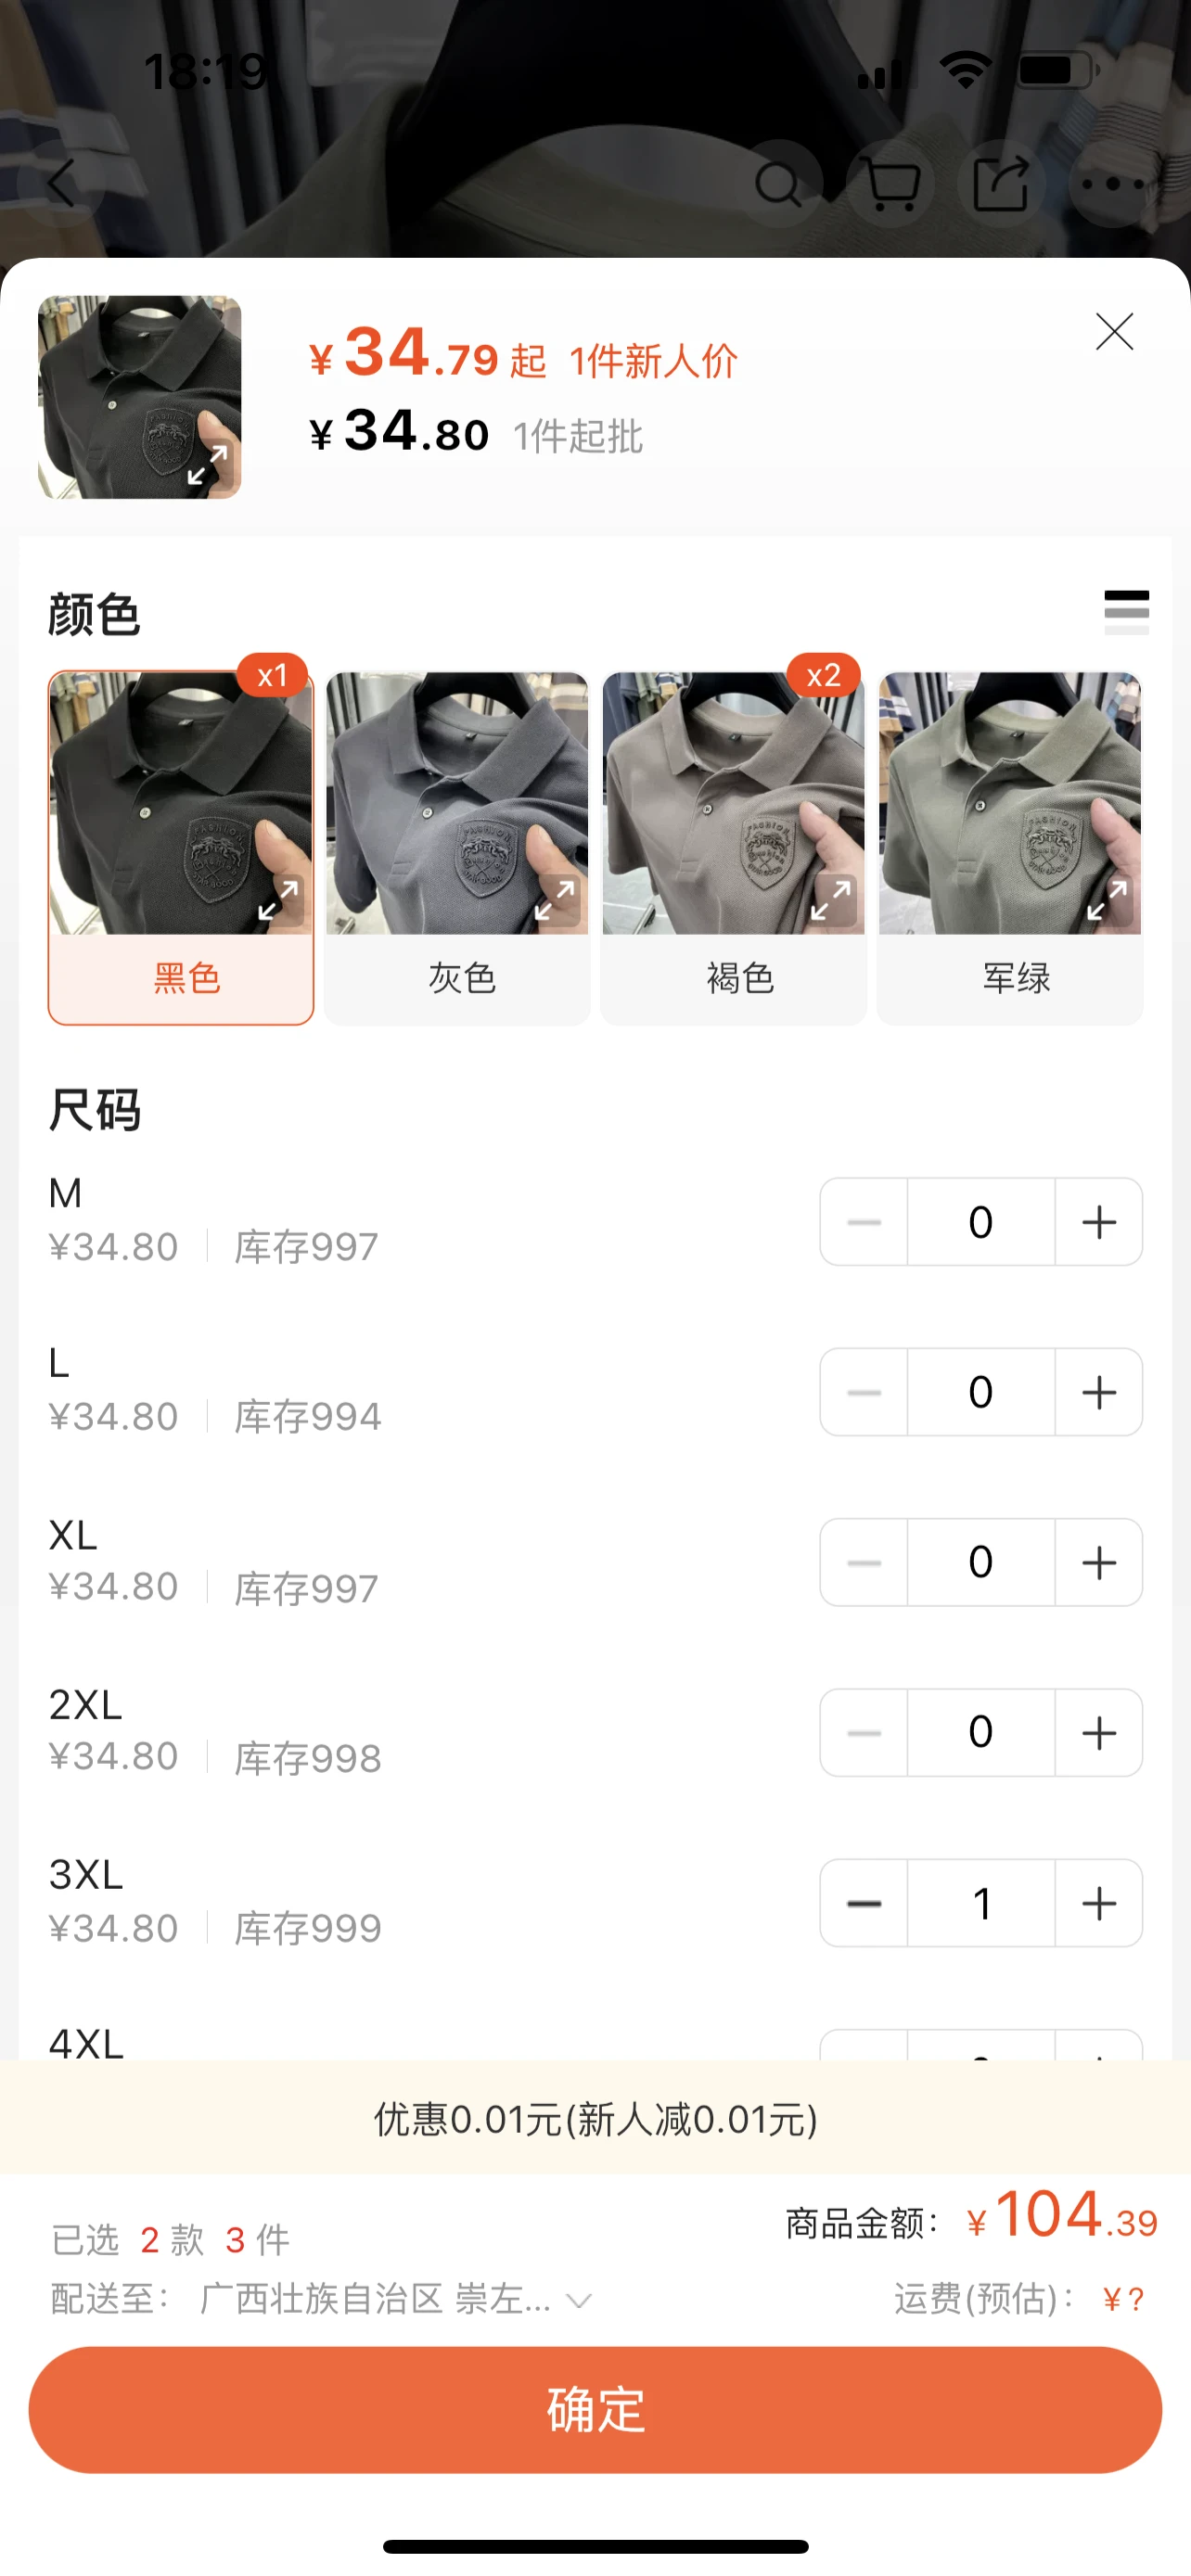 18:19
¥34.79起 1件新人价
¥34.80 1件起批
颜色
x1
x2
FASHION
FASHION
FASHION
FASHION
黑色
灰色
褐色
军绿
尺码
M
¥34.80 库存997
0
L
¥34.80 库存994
0
XL
¥34.80 库存997
0
2XL
¥34.80 库存998
0
3XL
¥34.80 库存999
1
4XL
优惠0.01元(新人减0.01元)
已选 2 款 3 件
商品金额：¥104.39
配送至： 广西壮族自治区 崇左...
运费(预估)：¥?
确定